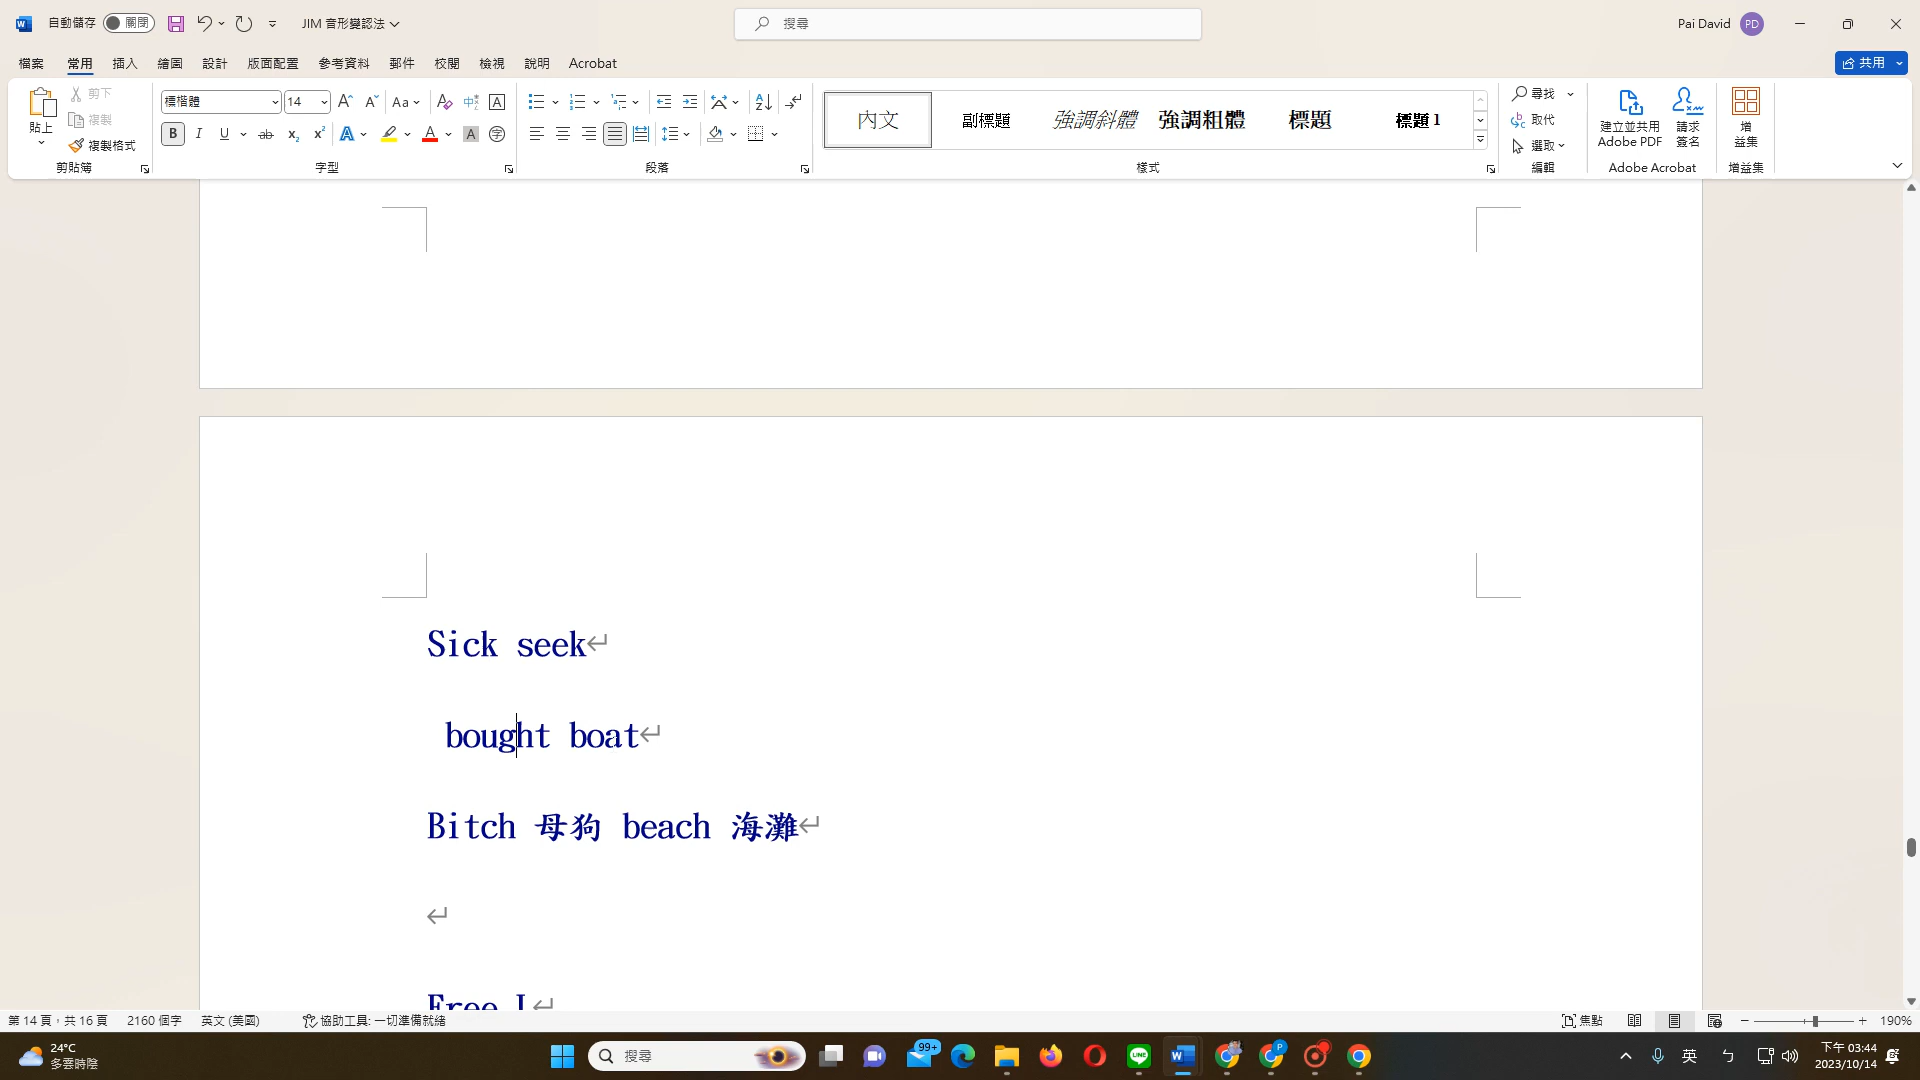 自動儲存 關閉 JIM 音形變認法 搜尋 Pai David PD
檔案 常用 插入 繪圖 設計 版面配置 參考資料 郵件 校閱 檢視 說明 Acrobat 共用
貼上 剪下 複製 複製格式 剪貼簿
標楷體 14 Aa
B I U ab x₂ x² A A A 字
字型
段落
內文 副標題 強調斜體 強調粗體 標題 標題 1
樣式
尋找 取代 選取 編輯
建立並共用 Adobe PDF 請求 簽名 Adobe Acrobat
增 益集 增益集
Sick seek
bought boat
Bitch 母狗 beach 海灘
Free I
第 14 頁，共 16 頁 2160 個字 英文 (美國) 協助工具: 一切準備就緒 焦點 190%
24°C
多雲時陰
搜尋 99+ 英 ㄅ
下午 03:44
2023/10/14